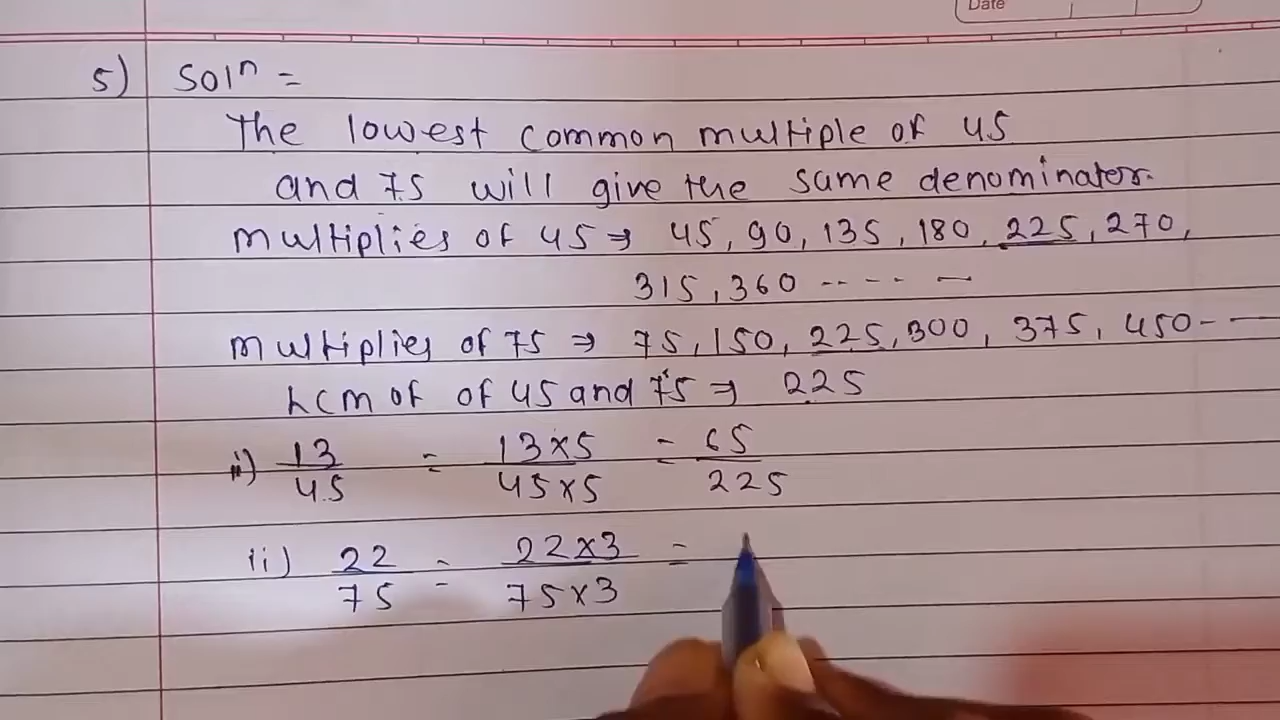 Date
5) Solⁿ =
The lowest common multiple of 45
and 75 will give the same denominator.
multiplies of 45 ⇒ 45, 90, 135, 180, 225, 270,
315, 360 ---- —
multiplies of 75 ⇒ 75, 150, 225, 300, 375, 450 - —
LCM of of 45 and 75 ⇒ 225
ii) 13/45 = 13×5/45×5 = 65/225
ii) 22/75 = 22×3/75×3 =